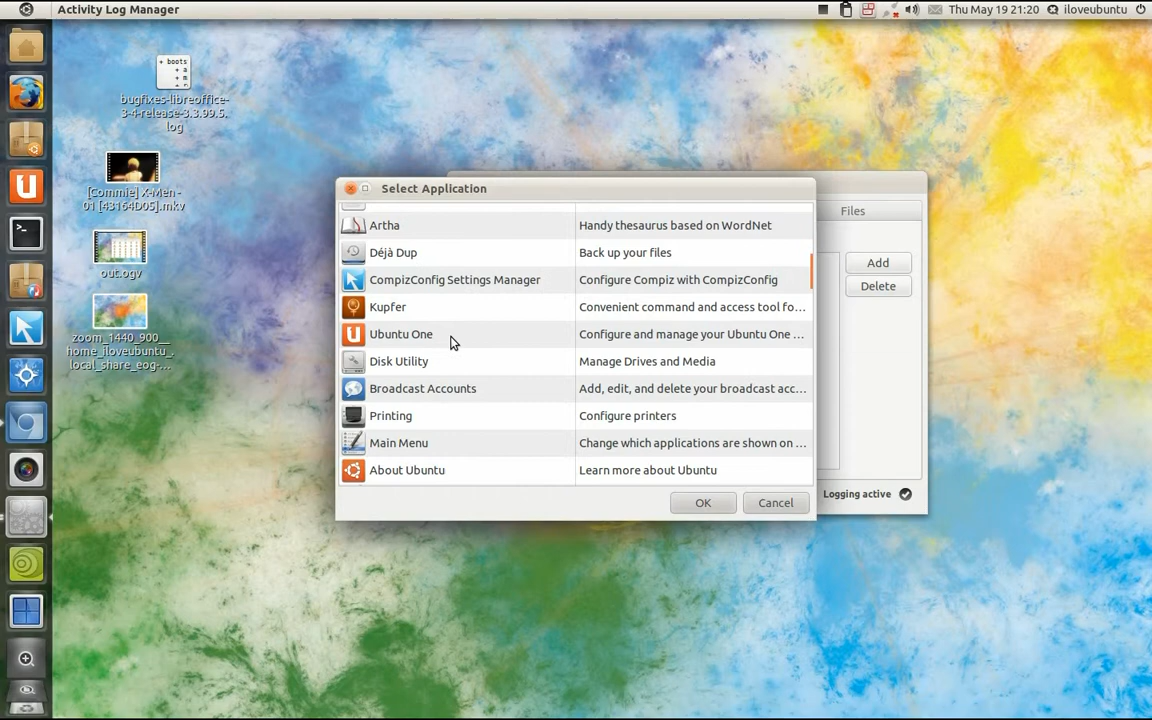 Activity Log Manager
Thu May 19 21:20
iloveubuntu
+ boots
+ a
+ m
+ r
bugfixes-libreoffice-
3-4-release-3.3.99.5.
log
[Commie] X-Men -
01 [43164D05].mkv
out.ogv
zoom_1440_900__
home_iloveubuntu_.
local_share_eog-...
Select Application
Files
Artha Handy thesaurus based on WordNet
Déjà Dup Back up your files
CompizConfig Settings Manager Configure Compiz with CompizConfig
Kupfer Convenient command and access tool fo...
Ubuntu One Configure and manage your Ubuntu One ...
Disk Utility Manage Drives and Media
Broadcast Accounts Add, edit, and delete your broadcast acc...
Printing Configure printers
Main Menu Change which applications are shown on ...
About Ubuntu Learn more about Ubuntu
OK
Cancel
Add
Delete
Logging active